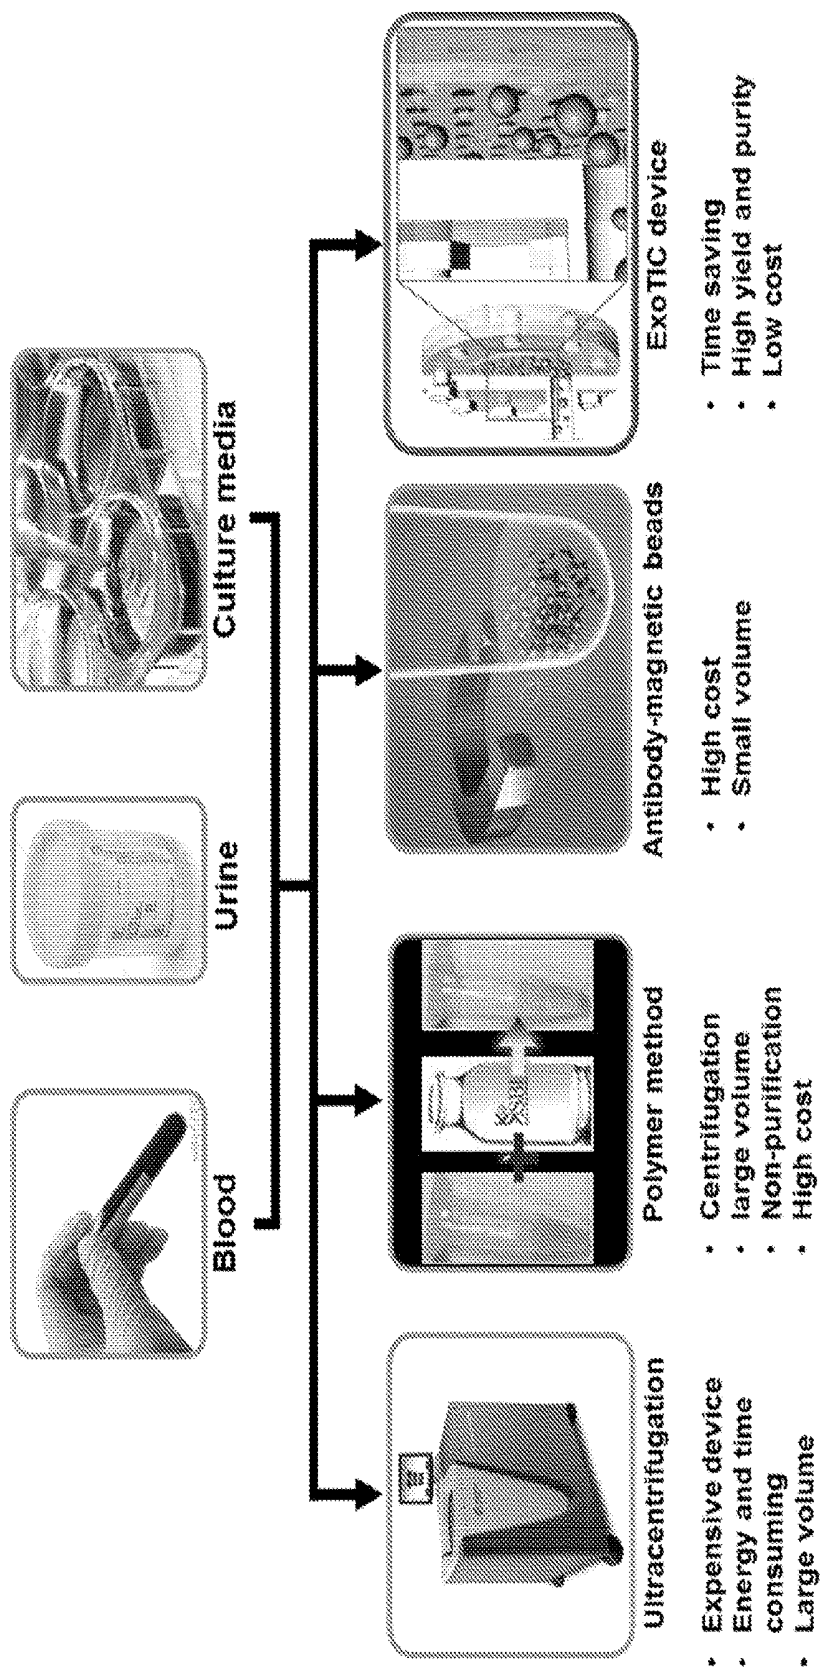 Blood
Urine
Culture media
Ultracentrifugation
• Expensive device
• Energy and time
consuming
• Large volume
Polymer method
• Centrifugation
• large volume
• Non-purification
• High cost
Antibody-magnetic beads
• High cost
• Small volume
ExoTIC device
• Time saving
• High yield and purity
• Low cost